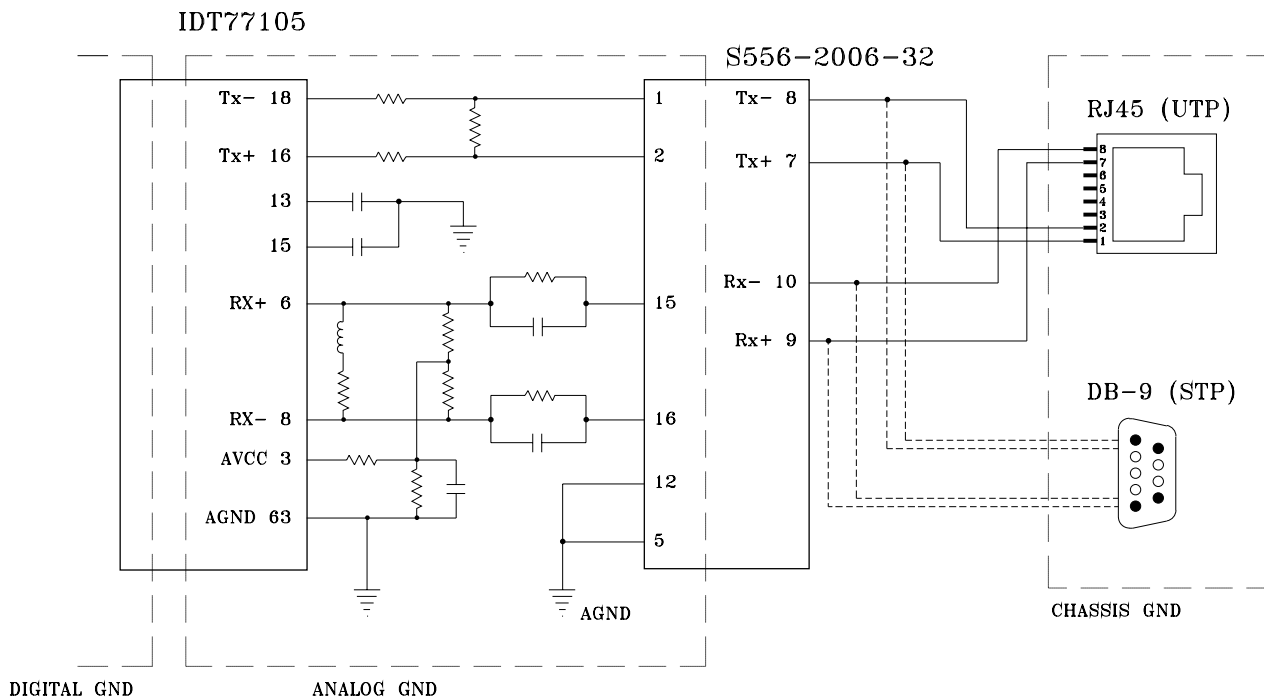 IDT77105
S556-2006-32
Tx- 18
Tx+ 16
13
15
RX+ 6
RX- 8
AVCC 3
AGND 63
1
2
15
16
12
5
Tx- 8
Tx+ 7
Rx- 10
Rx+ 9
RJ45 (UTP)
8
7
6
5
4
3
2
1
DB-9 (STP)
AGND
CHASSIS GND
DIGITAL GND
ANALOG GND